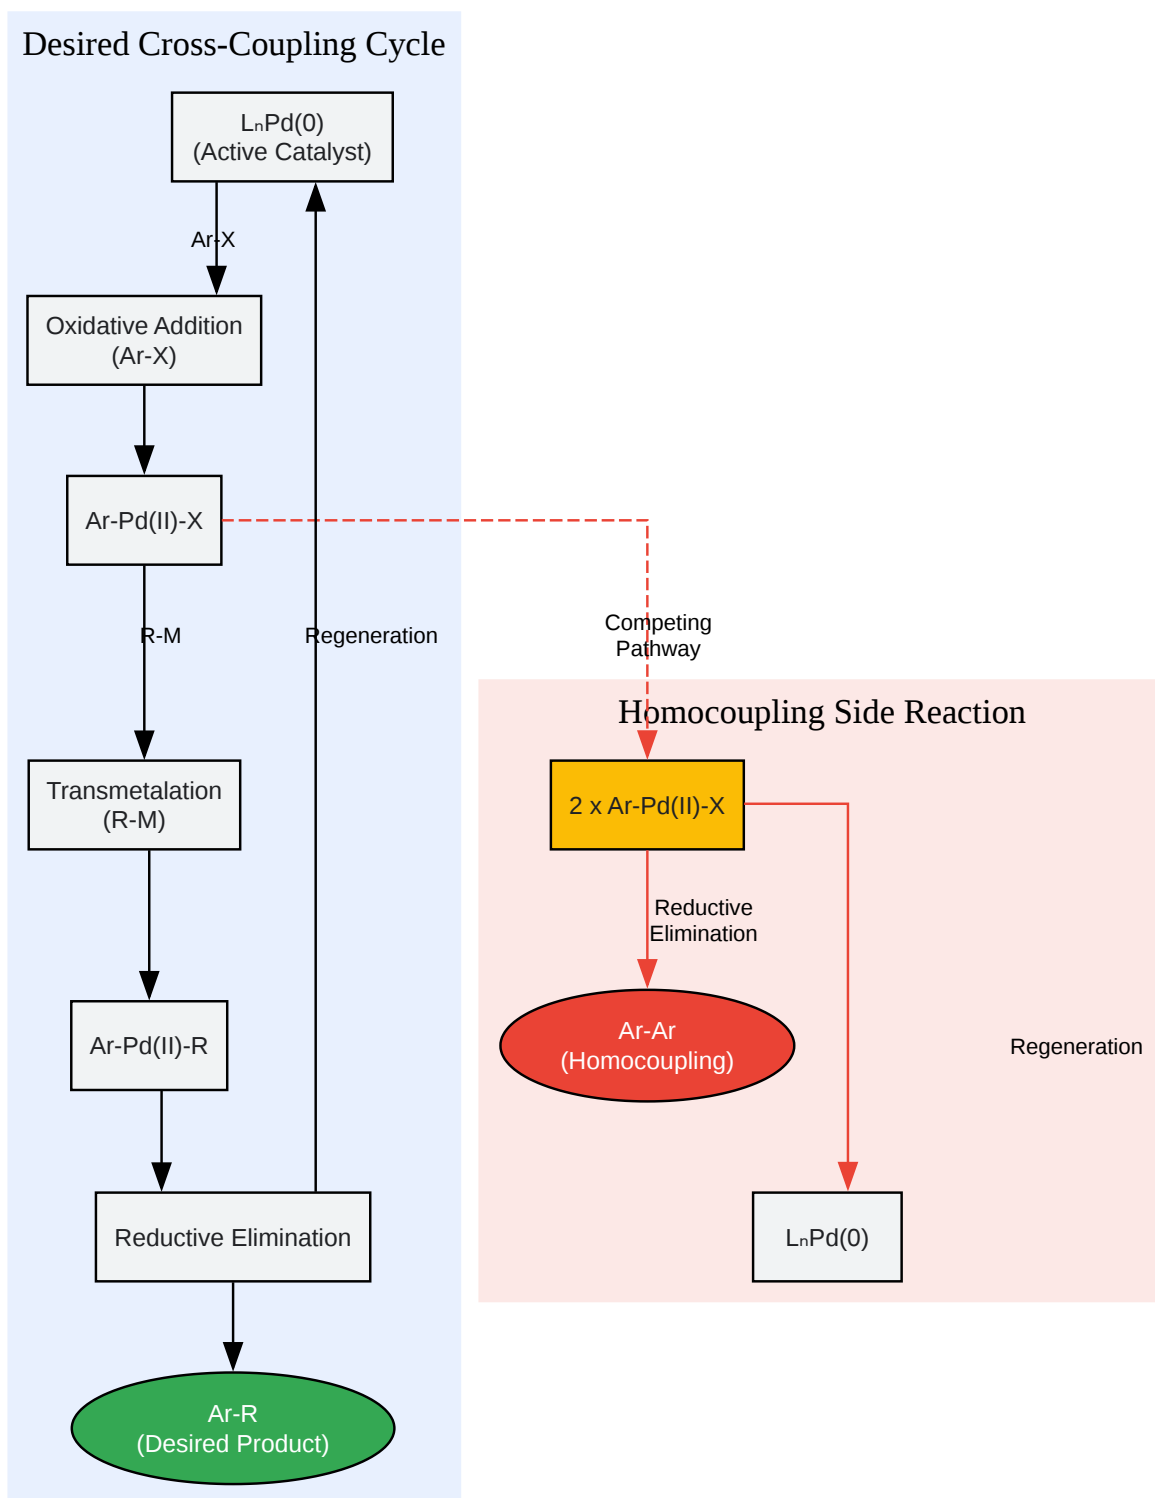 Desired Cross-Coupling Cycle
LₙPd(0)
(Active Catalyst)
Ar-X
Oxidative Addition
(Ar-X)
Ar-Pd(II)-X
R-M
Regeneration
Competing
Pathway
Homocoupling Side Reaction
Transmetalation
(R-M)
2 x Ar-Pd(II)-X
Reductive
Elimination
Ar-Pd(II)-R
Ar-Ar
(Homocoupling)
Regeneration
Reductive Elimination
LₙPd(0)
Ar-R
(Desired Product)